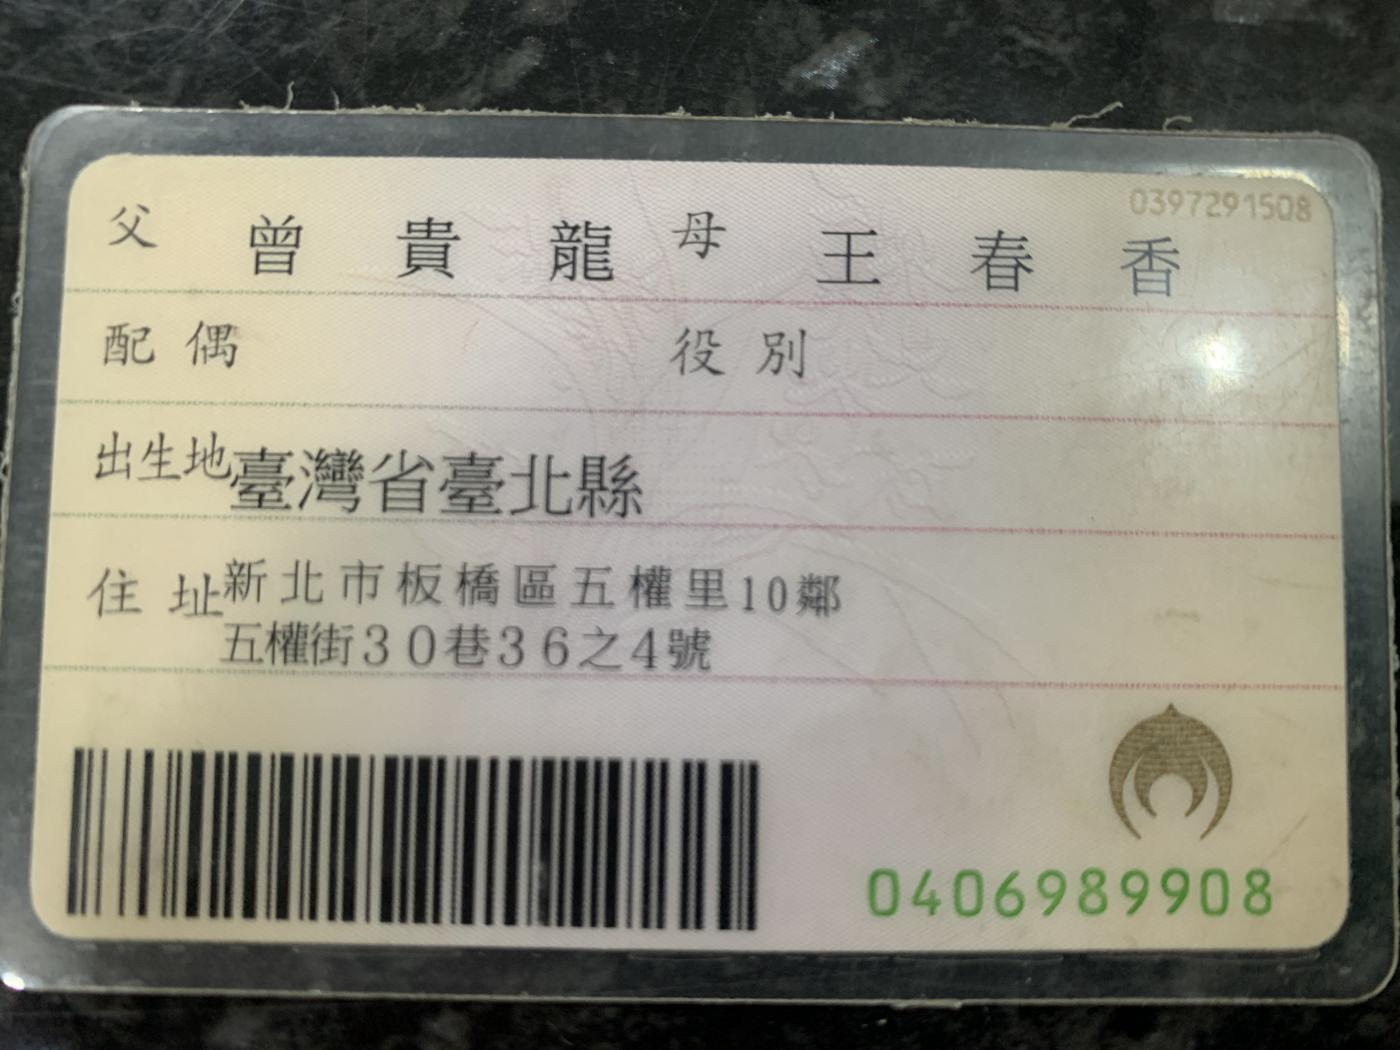 0397291508
父 曾貴龍 母 王春香
配偶 役別
出生地 臺灣省臺北縣
住址 新北市板橋區五權里10鄰
五權街30巷36之4號
0406989908